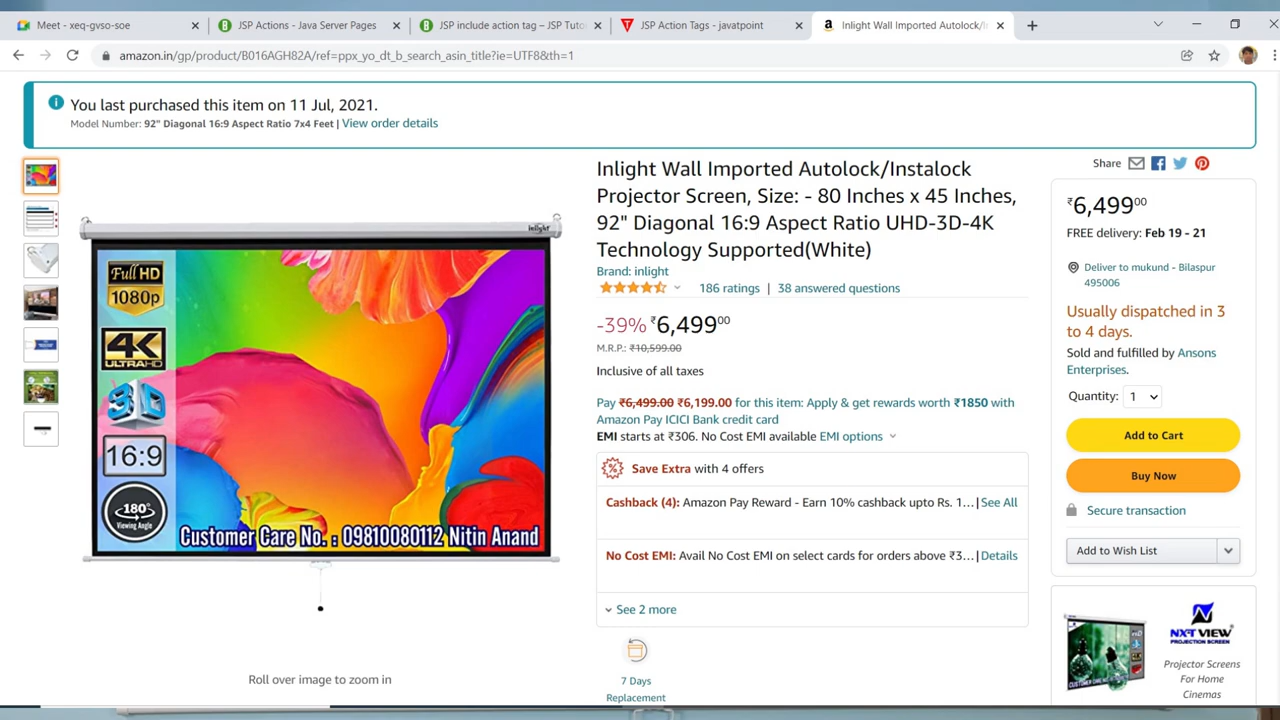 Meet - xeq-gvso-soe
JSP Actions - Java Server Pages
JSP include action tag – JSP Tuto
JSP Action Tags - javatpoint
Inlight Wall Imported Autolock/I
amazon.in/gp/product/B016AGH82A/ref=ppx_yo_dt_b_search_asin_title?ie=UTF8&th=1
You last purchased this item on 11 Jul, 2021.
Model Number: 92" Diagonal 16:9 Aspect Ratio 7x4 Feet | View order details
inlight
Full HD
1080p
4K
ULTRAHD
3D
16:9
180°
Viewing Angle
Customer Care No. : 09810080112 Nitin Anand
Roll over image to zoom in
Inlight Wall Imported Autolock/Instalock
Projector Screen, Size: - 80 Inches x 45 Inches,
92" Diagonal 16:9 Aspect Ratio UHD-3D-4K
Technology Supported(White)
Brand: inlight
186 ratings | 38 answered questions
-39% ₹6,499.00
M.R.P.: ₹10,599.00
Inclusive of all taxes
Pay ₹6,499.00 ₹6,199.00 for this item: Apply & get rewards worth ₹1850 with
Amazon Pay ICICI Bank credit card
EMI starts at ₹306. No Cost EMI available EMI options
Save Extra with 4 offers
Cashback (4): Amazon Pay Reward - Earn 10% cashback upto Rs. 1... | See All
No Cost EMI: Avail No Cost EMI on select cards for orders above ₹3... | Details
See 2 more
7 Days
Replacement
Share
₹6,499.00
FREE delivery: Feb 19 - 21
Deliver to mukund - Bilaspur
495006
Usually dispatched in 3
to 4 days.
Sold and fulfilled by Ansons
Enterprises.
Quantity: 1
Add to Cart
Buy Now
Secure transaction
Add to Wish List
NXT VIEW
PROJECTION SCREEN
Projector Screens
For Home
Cinemas